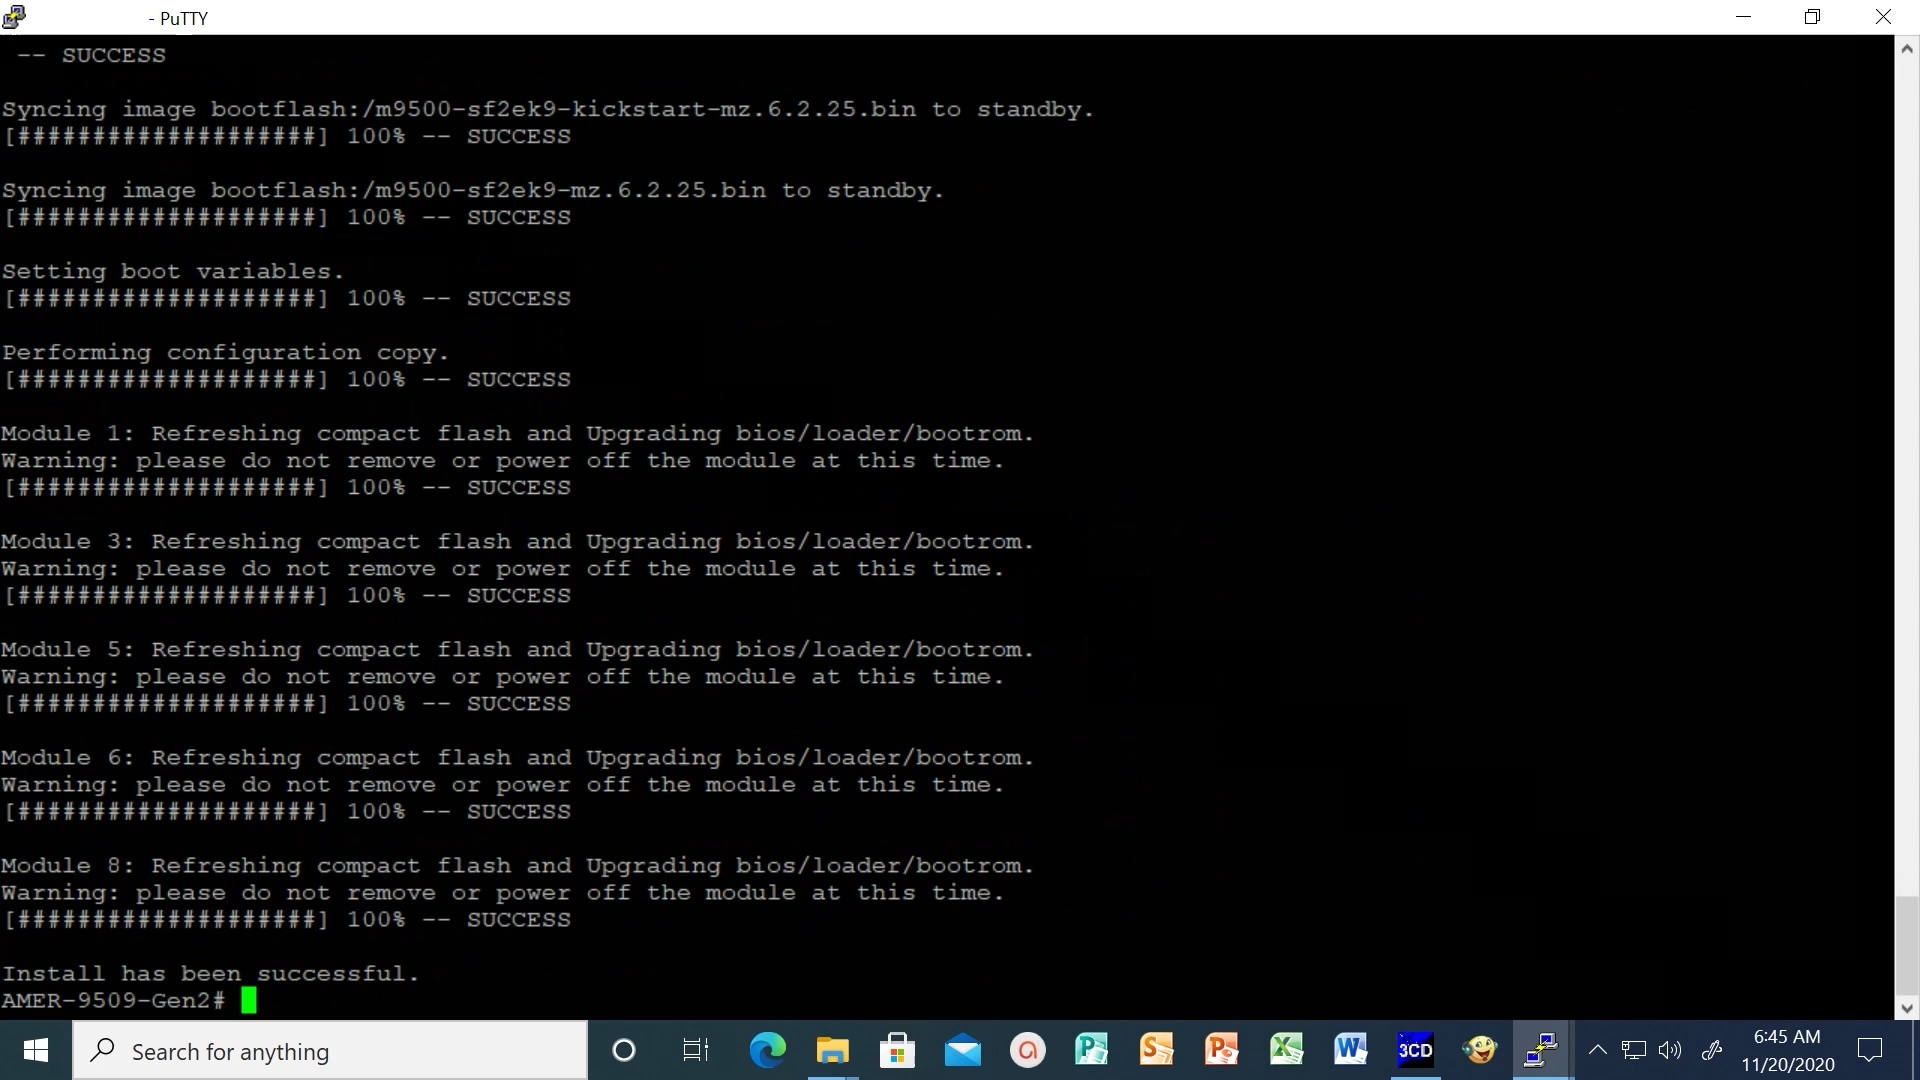 - PuTTY
-- SUCCESS
Syncing image bootflash:/m9500-sf2ek9-kickstart-mz.6.2.25.bin to standby.
[####################] 100% -- SUCCESS
Syncing image bootflash:/m9500-sf2ek9-mz.6.2.25.bin to standby.
[####################] 100% -- SUCCESS
Setting boot variables.
[####################] 100% -- SUCCESS
Performing configuration copy.
[####################] 100% -- SUCCESS
Module 1: Refreshing compact flash and Upgrading bios/loader/bootrom.
Warning: please do not remove or power off the module at this time.
[####################] 100% -- SUCCESS
Module 3: Refreshing compact flash and Upgrading bios/loader/bootrom.
Warning: please do not remove or power off the module at this time.
[####################] 100% -- SUCCESS
Module 5: Refreshing compact flash and Upgrading bios/loader/bootrom.
Warning: please do not remove or power off the module at this time.
[####################] 100% -- SUCCESS
Module 6: Refreshing compact flash and Upgrading bios/loader/bootrom.
Warning: please do not remove or power off the module at this time.
[####################] 100% -- SUCCESS
Module 8: Refreshing compact flash and Upgrading bios/loader/bootrom.
Warning: please do not remove or power off the module at this time.
[####################] 100% -- SUCCESS
Install has been successful.
AMER-9509-Gen2#
Search for anything
3CD
6:45 AM
11/20/2020